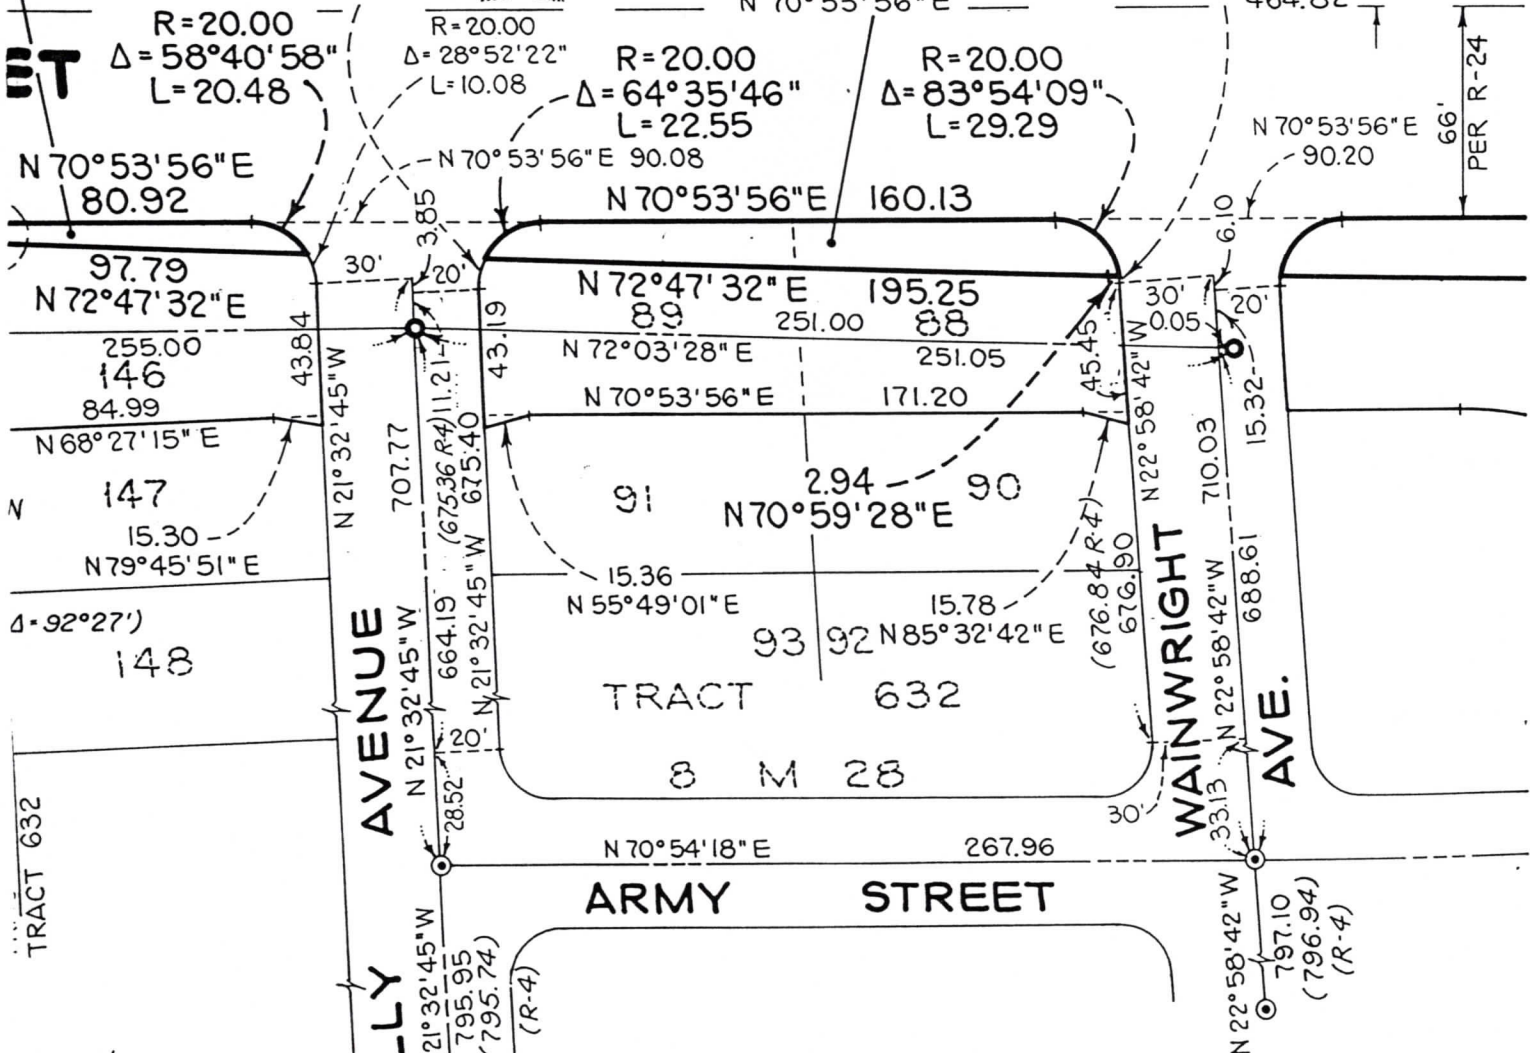 N 70°53'56"E
464.82
ET
R=20.00
Δ=58°40'58"
L=20.48
R=20.00
Δ=28°52'22"
L=10.08
R=20.00
Δ=64°35'46"
L=22.55
R=20.00
Δ=83°54'09"
L=29.29
66'
PER R-24
N 70°53'56"E
90.20
N 70°53'56"E 90.08
N 70°53'56"E
80.92
N 70°53'56"E 160.13
3.85
6.10
97.79
N 72°47'32"E
30'
20'
N 72°47'32"E 195.25
30'
20'
0.05
89
251.00
88
255.00
146
84.99
N 68°27'15"E
43.84
43.19
N 72°03'28"E
251.05
45.45
11.21
15.32
N 70°53'56"E 171.20
N 21°32'45"W
707.77
(675.36 R4)
675.40
N 22°58'42"W
710.03
W
147
15.30
N 79°45'51"E
91
2.94
N 70°59'28"E
90
15.36
N 55°49'01"E
15.78
N 85°32'42"E
(676.84 R-4)
676.90
688.61
Δ=92°27')
148
93
92
TRACT 632
8 M 28
AVENUE
N 21°32'45"W
664.19
N 21°32'45"W
WAINWRIGHT
AVE.
N 22°58'42"W
20'
28.52
30'
33.13
TRACT 632
N 70°54'18"E 267.96
ARMY STREET
LLY
21°32'45"W
795.95
(795.74)
(R-4)
N 22°58'42"W
797.10
(796.94)
(R-4)